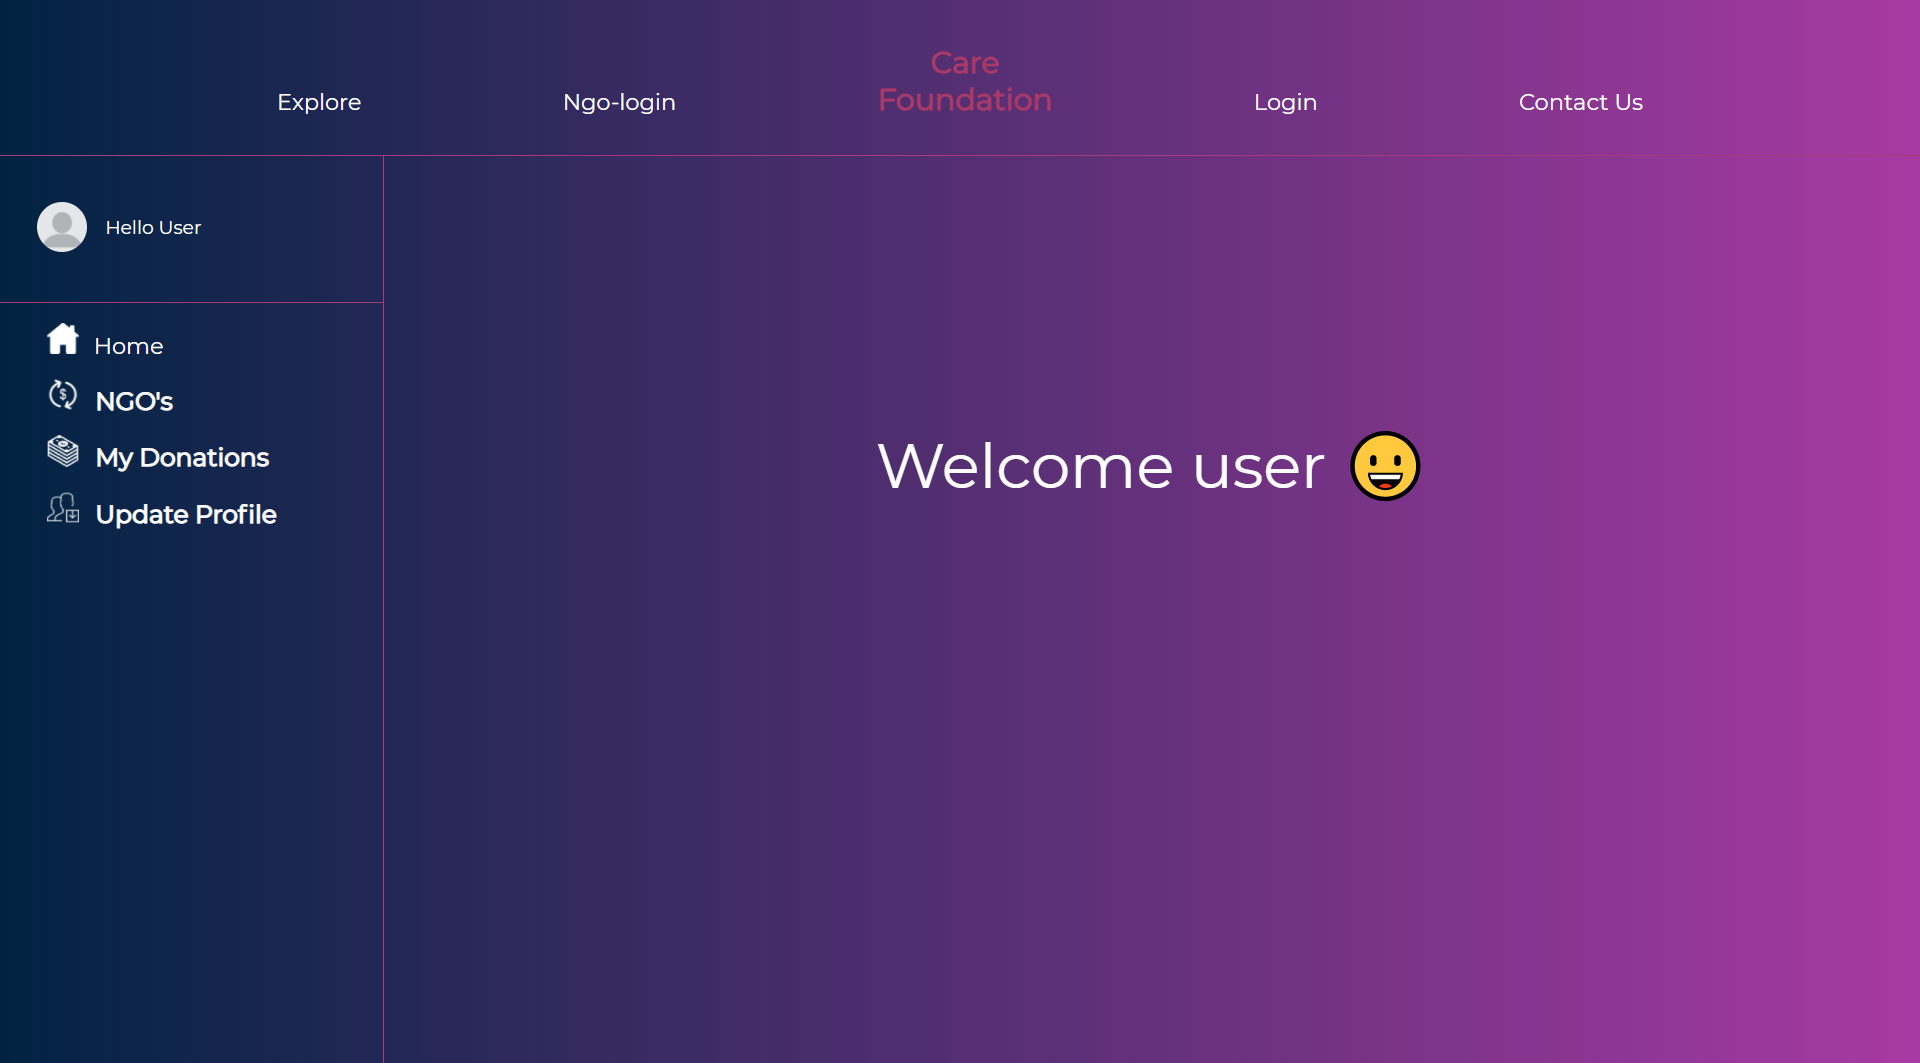 Explore
Ngo-login
Care
Foundation
Login
Contact Us
Hello User
Home
NGO's
My Donations
Update Profile
Welcome user 😃